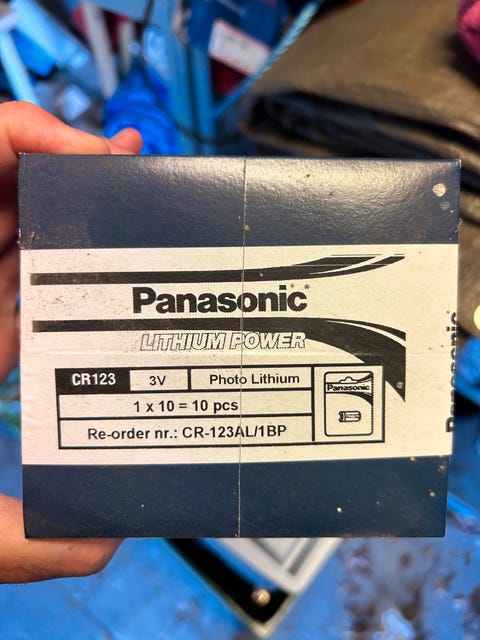 Panasonic
LITHIUM POWER
CR123 3V Photo Lithium
1 x 10 = 10 pcs
Re-order nr.: CR-123AL/1BP
Panasonic
Panasonic